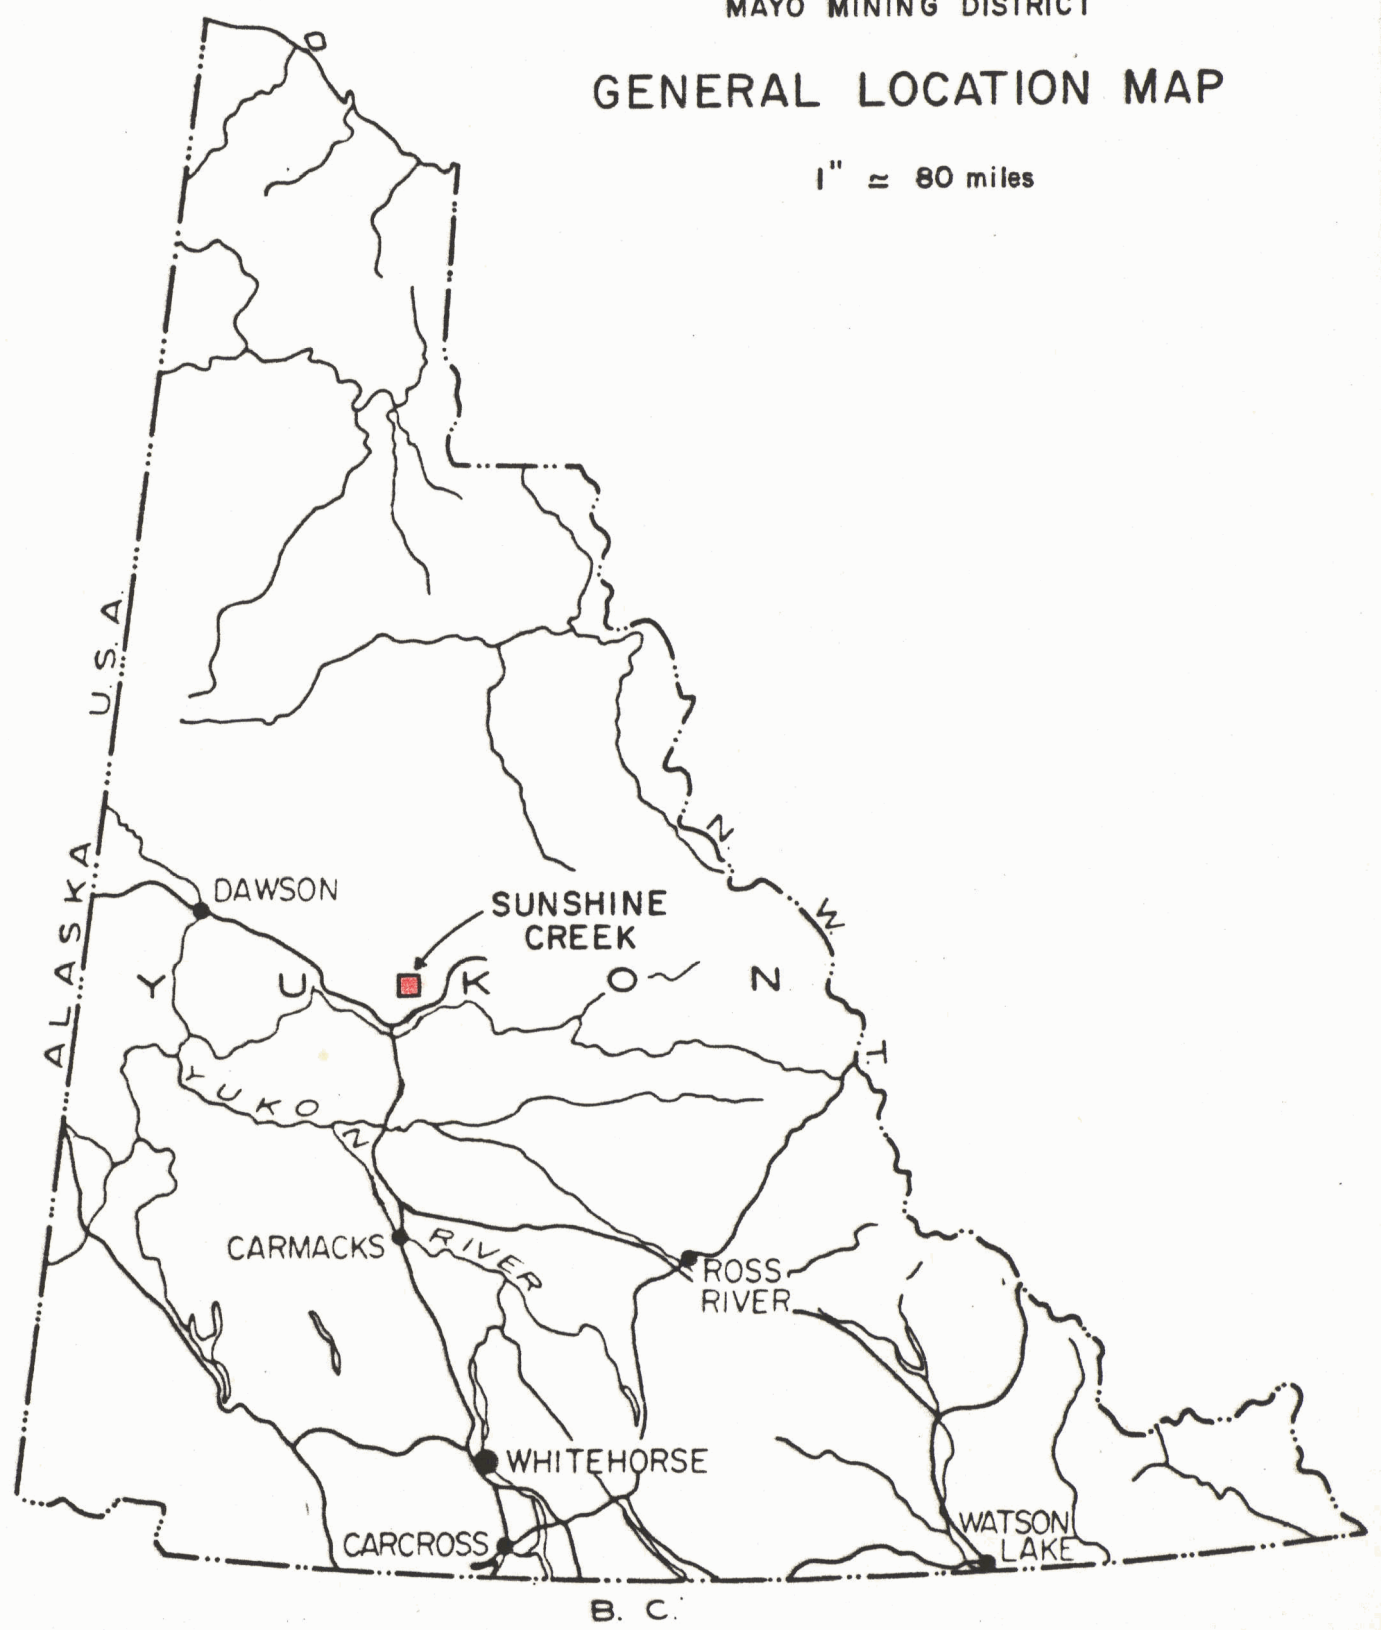 MAYO MINING DISTRICT
GENERAL LOCATION MAP
1" ≃ 80 miles
U.S.A.
ALASKA
DAWSON
SUNSHINE
CREEK
YUKON
N.W.T.
YUKON
RIVER
CARMACKS
ROSS
RIVER
WHITEHORSE
CARCROSS
WATSON
LAKE
B. C.